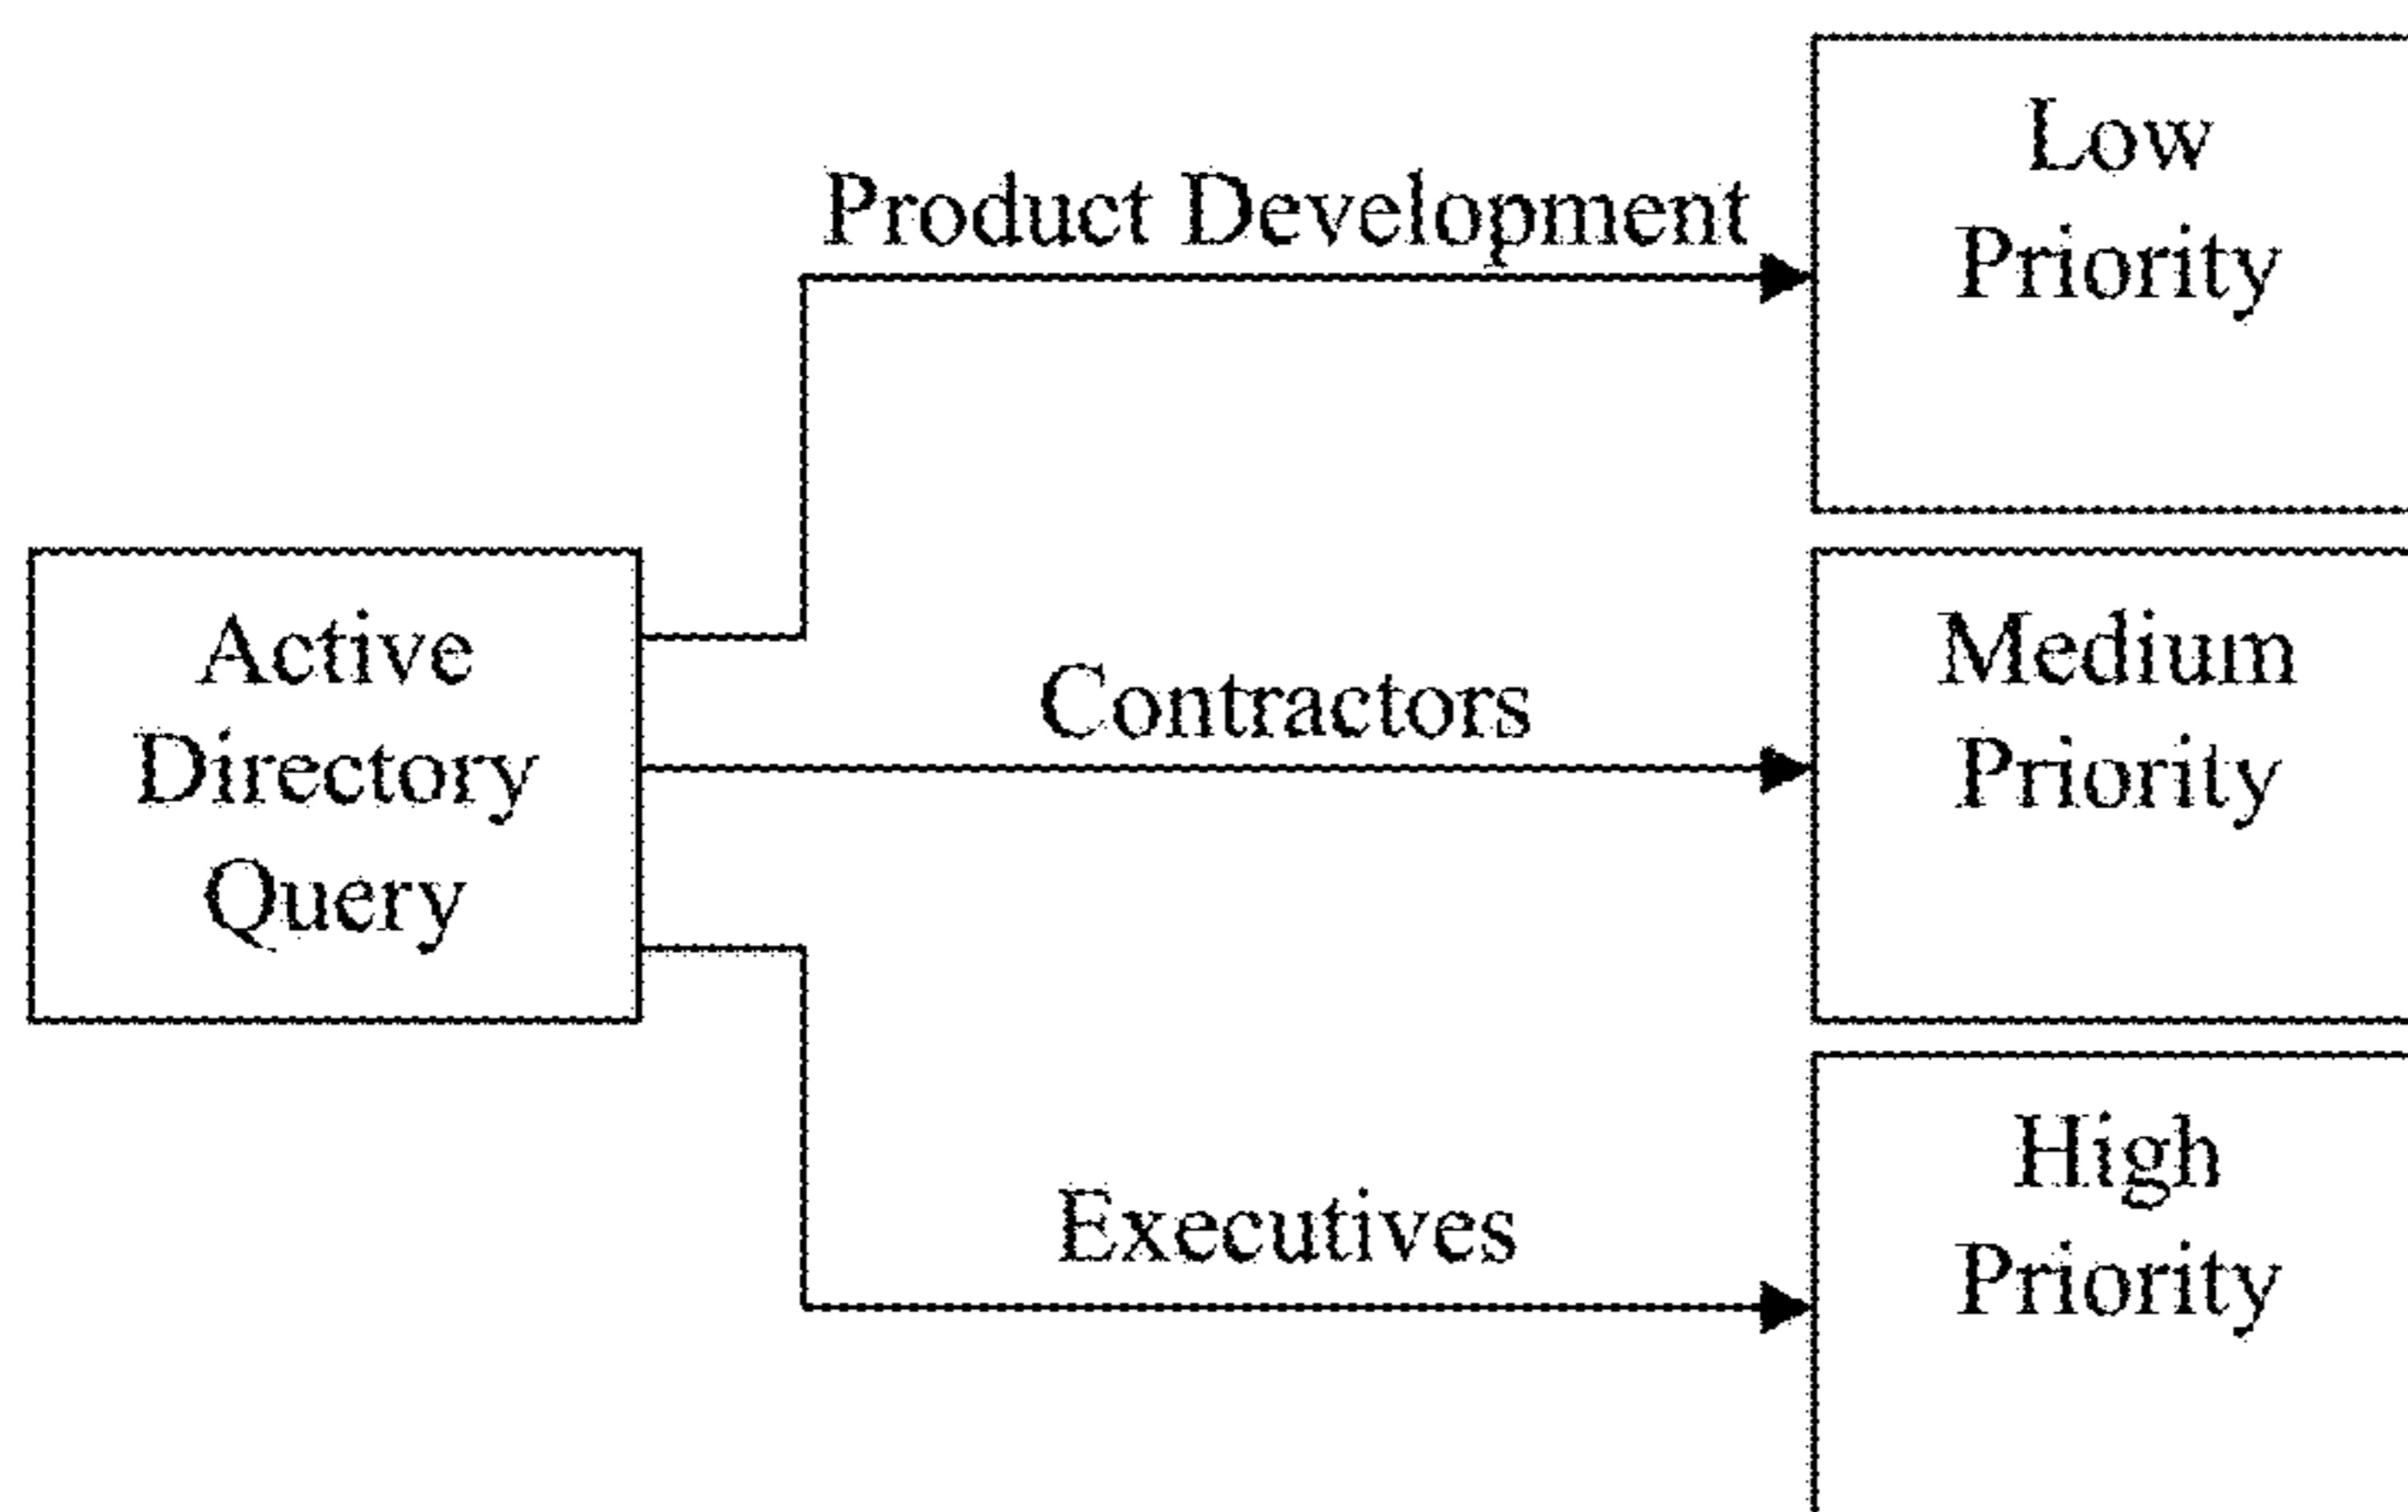 Product Development
Low
Priority
Active
Directory
Query
Contractors
Medium
Priority
Executives
High
Priority